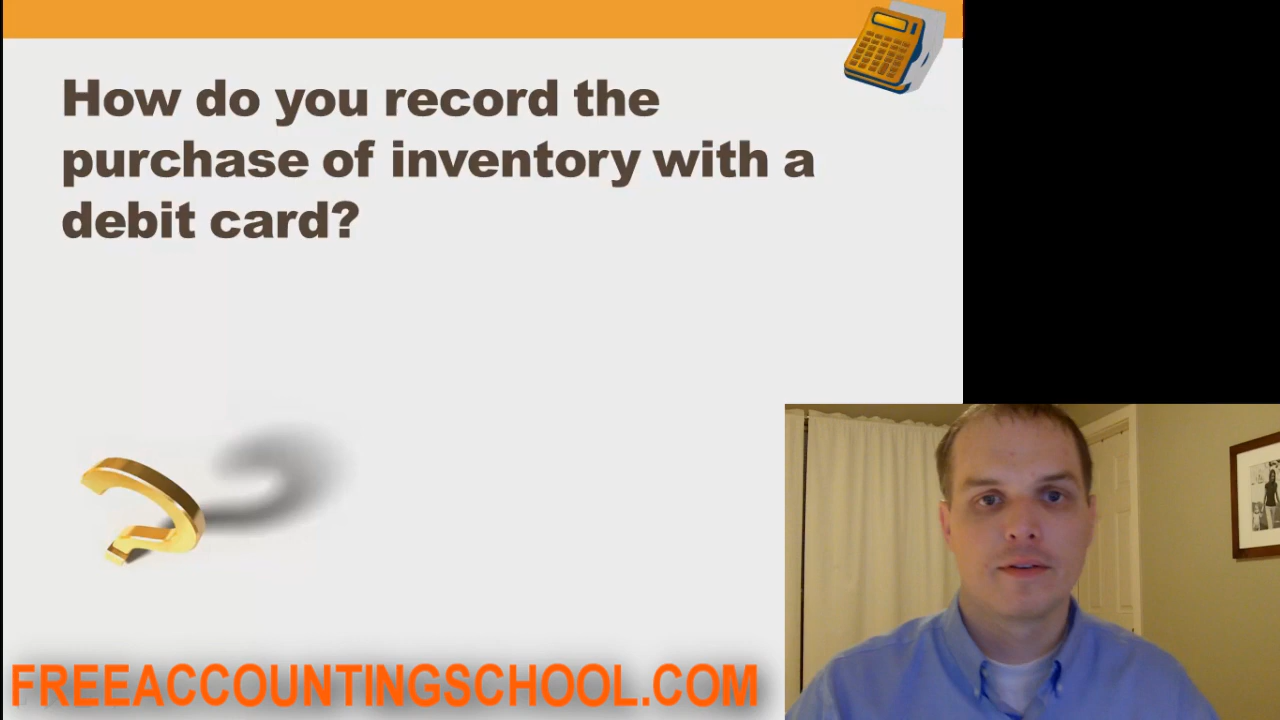 How do you record the
purchase of inventory with a
debit card?
FREEACCOUNTINGSCHOOL.COM